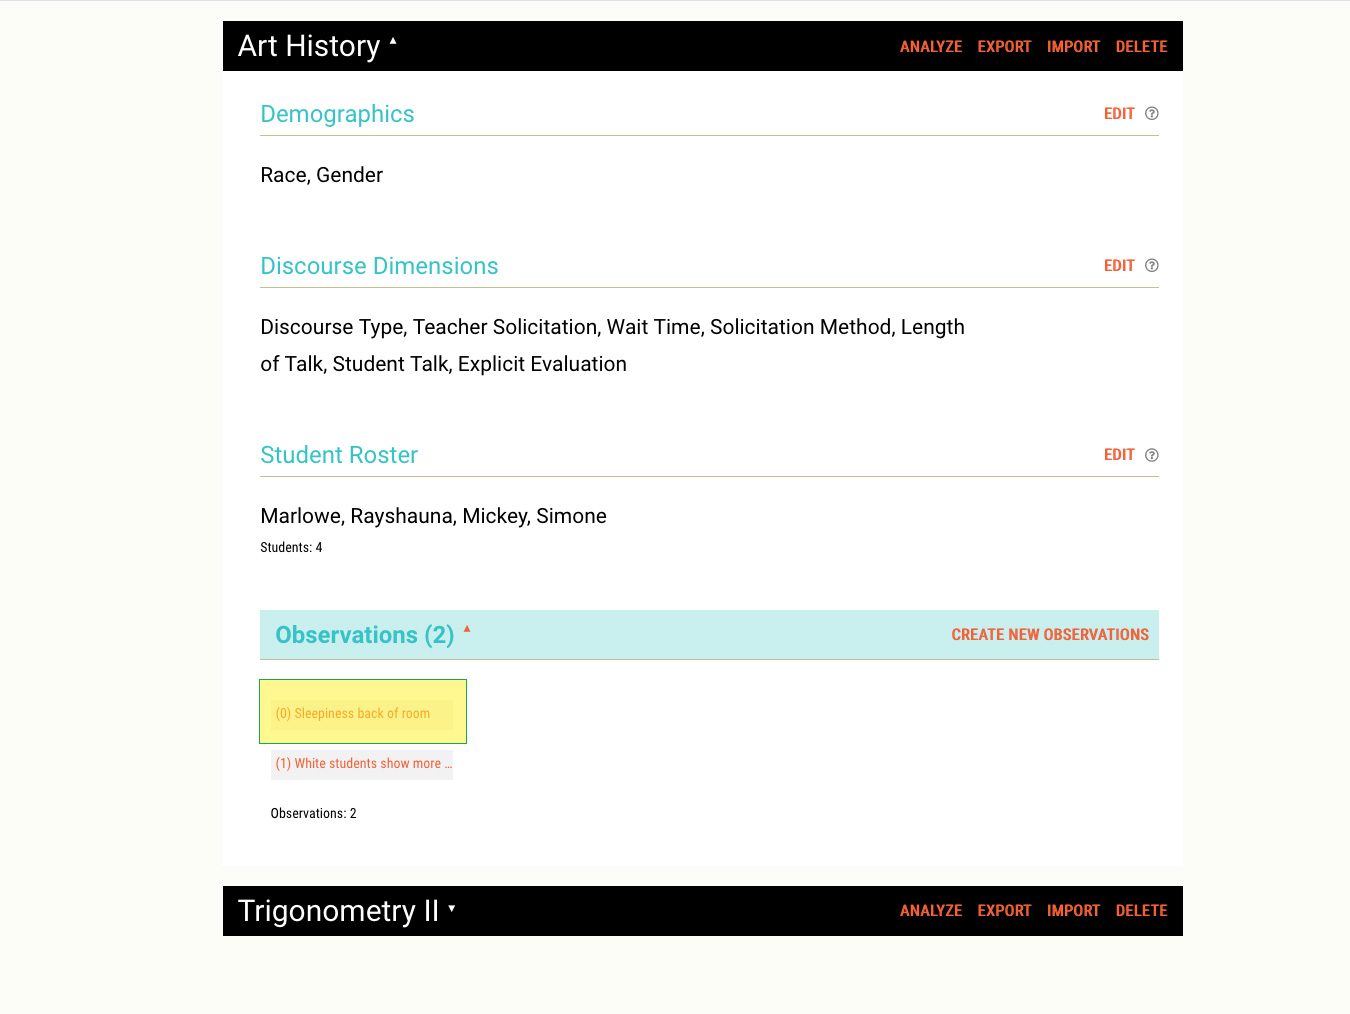 Art History ▴
ANALYZE EXPORT IMPORT DELETE
Demographics
EDIT ?
Race, Gender
Discourse Dimensions
EDIT ?
Discourse Type, Teacher Solicitation, Wait Time, Solicitation Method, Length
of Talk, Student Talk, Explicit Evaluation
Student Roster
EDIT ?
Marlowe, Rayshauna, Mickey, Simone
Students: 4
Observations (2) ▴
CREATE NEW OBSERVATIONS
(0) Sleepiness back of room
(1) White students show more ...
Observations: 2
Trigonometry II ▾
ANALYZE EXPORT IMPORT DELETE